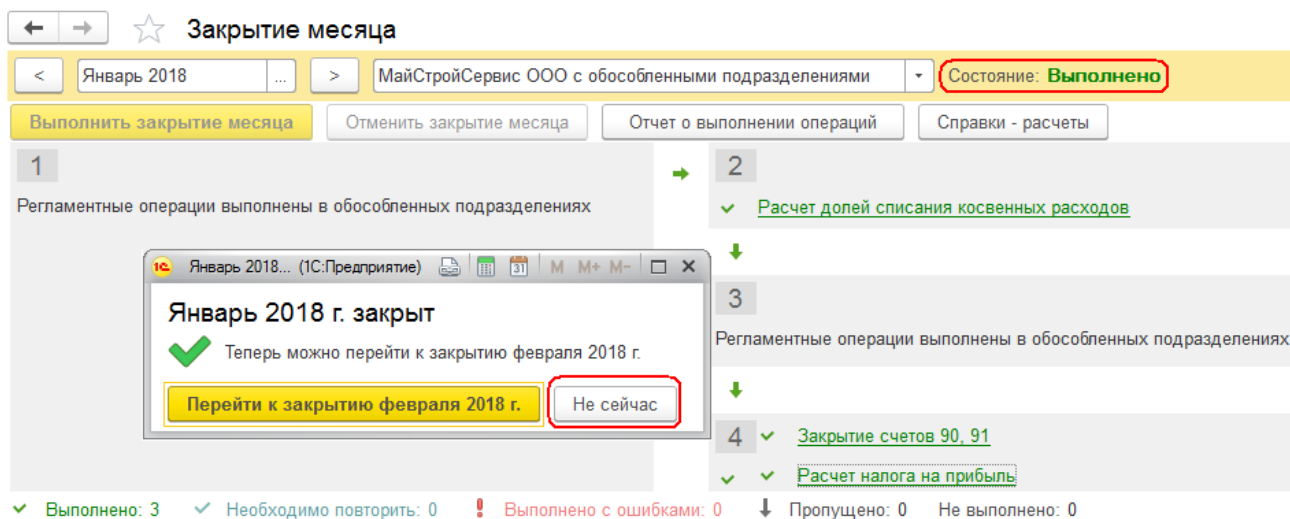 Закрытие месяца
< Январь 2018 ... > МайСтройСервис ООО с обособленными подразделениями Состояние: Выполнено
Выполнить закрытие месяца Отменить закрытие месяца Отчет о выполнении операций Справки - расчеты
1
Регламентные операции выполнены в обособленных подразделениях
2
Расчет долей списания косвенных расходов
1С Январь 2018... (1С:Предприятие) 31 M M+ M-
Январь 2018 г. закрыт
Теперь можно перейти к закрытию февраля 2018 г.
Перейти к закрытию февраля 2018 г. Не сейчас
3
Регламентные операции выполнены в обособленных подразделениях
4 Закрытие счетов 90, 91
Расчет налога на прибыль
Выполнено: 3 Необходимо повторить: 0 Выполнено с ошибками: 0 Пропущено: 0 Не выполнено: 0